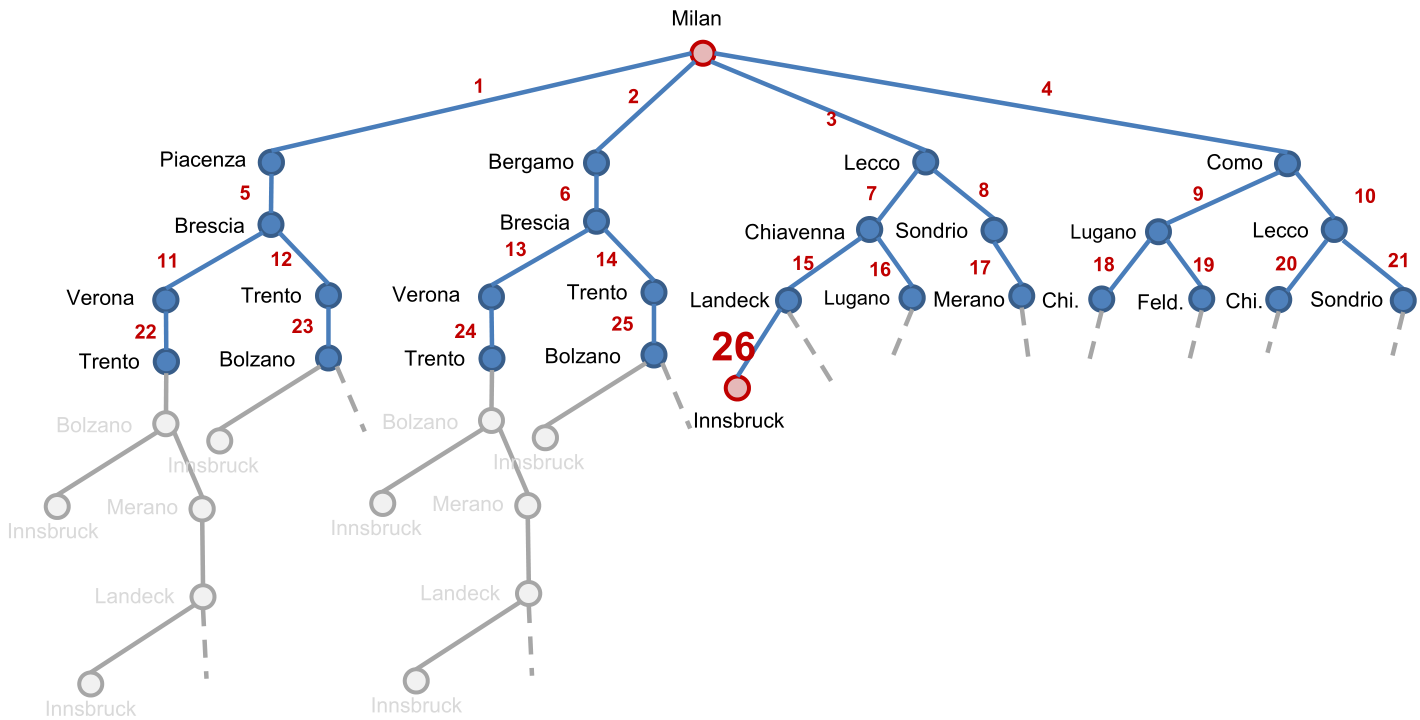 Milan
1
2
3
4
Piacenza
Bergamo
Lecco
Como
5
6
7
8
9
10
Brescia
Brescia
Chiavenna
Sondrio
Lugano
Lecco
11
12
13
14
15
16
17
18
19
20
21
Verona
Trento
Verona
Trento
Landeck
Lugano
Merano
Chi.
Feld.
Chi.
Sondrio
22
23
24
25
26
Trento
Bolzano
Trento
Bolzano
Innsbruck
Bolzano
Innsbruck
Bolzano
Innsbruck
Innsbruck
Merano
Innsbruck
Merano
Landeck
Landeck
Innsbruck
Innsbruck